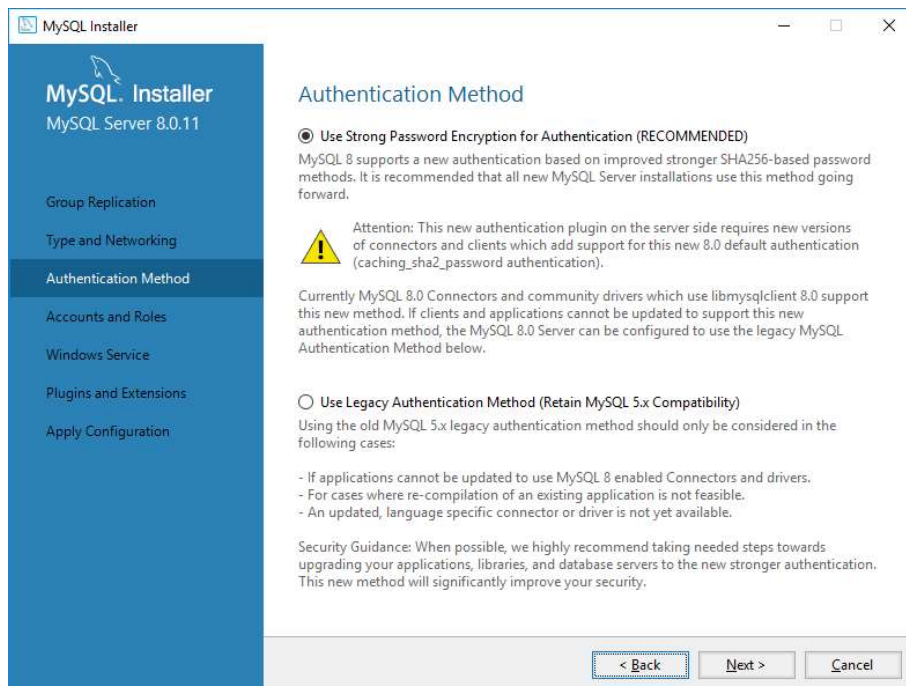 MySQL Installer
MySQL. Installer
MySQL Server 8.0.11
Group Replication
Type and Networking
Authentication Method
Accounts and Roles
Windows Service
Plugins and Extensions
Apply Configuration
Authentication Method
Use Strong Password Encryption for Authentication (RECOMMENDED)
MySQL 8 supports a new authentication based on improved stronger SHA256-based password
methods. It is recommended that all new MySQL Server installations use this method going
forward.
Attention: This new authentication plugin on the server side requires new versions
of connectors and clients which add support for this new 8.0 default authentication
(caching_sha2_password authentication).
Currently MySQL 8.0 Connectors and community drivers which use libmysqlclient 8.0 support
this new method. If clients and applications cannot be updated to support this new
authentication method, the MySQL 8.0 Server can be configured to use the legacy MySQL
Authentication Method below.
Use Legacy Authentication Method (Retain MySQL 5.x Compatibility)
Using the old MySQL 5.x legacy authentication method should only be considered in the
following cases:
- If applications cannot be updated to use MySQL 8 enabled Connectors and drivers.
- For cases where re-compilation of an existing application is not feasible.
- An updated, language specific connector or driver is not yet available.
Security Guidance: When possible, we highly recommend taking needed steps towards
upgrading your applications, libraries, and database servers to the new stronger authentication.
This new method will significantly improve your security.
< Back
Next >
Cancel